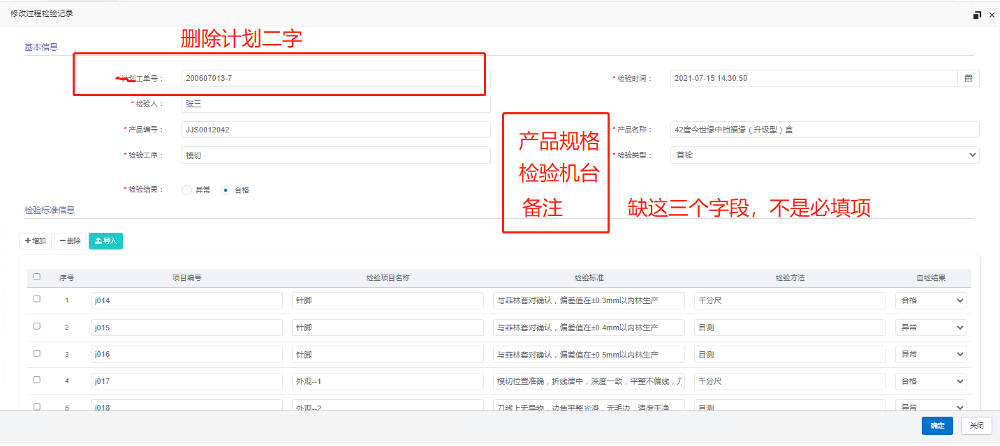 修改过程检验记录
删除计划二字
基本信息
*计划工单号： 200607013-7 *检验时间： 2021-07-15 14:30:50
*检验人： 张三
*产品编号： JJS0012042 *产品名称： 42度今世缘中档福缘（升级型）盒
*检验工序： 模切 *检验类型： 首检
*检验结果： 异常 合格
产品规格
检验机台
备注
缺这三个字段，不是必填项
检验标准信息
增加 删除 导入
序号 项目编号 检验项目名称 检验标准 检验方法 自检结果
1 j014 针脚 与菲林套对确认，偏差值在±0.3mm以内林生产 千分尺 合格
2 j015 针脚 与菲林套对确认，偏差值在±0.4mm以内林生产 目测 异常
3 j016 针脚 与菲林套对确认，偏差值在±0.5mm以内林生产 目测 异常
4 j017 外观--1 模切位置准确，折线居中，深度一致，平整不偏线， 千分尺 合格
5 j018 外观--2 刀线上无异物，边角平整光滑，无毛边，清废干净 目测 异常
确定 关闭